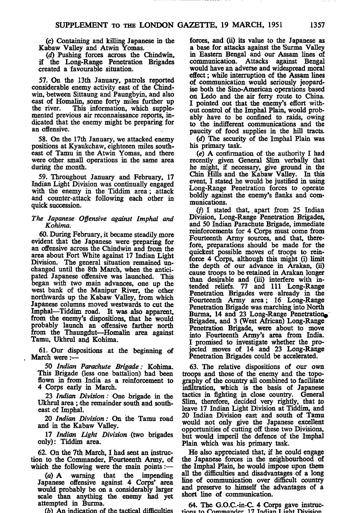 SUPPLEMENT TO THE LONDON GAZETTE, 19 MARCH, 1951 1357
(c) Containing and killing Japanese in the
Kabaw Valley and Atwin Yomas.
(d) Pushing forces across the Chindwin,
if the Long-Range Penetration Brigades
created a favourable situation.
57. On the 13th January, patrols reported
considerable enemy activity east of the Chind-
win, between Sittaung and Paungbyin, and also
east of Homalin, some forty miles further up
the river. This information, which supple-
mented previous air reconnaissance reports, in-
dicated that the enemy might be preparing for
an offensive.
58. On the 17th January, we attacked enemy
positions at Kyaukchaw, eighteen miles south-
east of Tamu in the Atwin Yomas, and there
were other small operations in the same area
during the month.
59. Throughout January and February, 17
Indian Light Division was continually engaged
with the enemy in the Tiddim area; attack
and counter-attack following each other in
quick succession.
The Japanese Offensive against Imphal and
Kohima.
60. During February, it became steadily more
evident that the Japanese were preparing for
an offensive across the Chindwin and from the
area about Fort White against 17 Indian Light
Division. The general situation remained un-
changed until the 8th March, when the antici-
pated Japanese offensive was launched. This
began with two main advances, one up the
west bank of the Manipur River, the other
northwards up the Kabaw Valley, from which
Japanese columns moved westwards to cut the
Imphal—Tiddim road. It was also apparent,
from the enemy's dispositions, that he would
probably launch an offensive farther north
from the Thaungdut—Homalin area against
Tamu, Ukhrul and Kohima.
61. Our dispositions at the beginning of
March were :—
50 Indian Parachute Brigade: Kohima.
This Brigade (less one battalion) had been
flown in from India as a reinforcement to
4 Corps early in March.
23 Indian Division: One brigade in the
Ukhrul area; the remainder south and south-
east of Imphal.
20 Indian Division: On the Tamu road
and in the Kabaw Valley.
17 Indian Light Division (two brigades
only): Tiddim area.
62. On the 7th March, I had sent an instruc-
tion to the Commander, Fourteenth Army, of
which the following were the main points :—
(a) A warning that the impending
Japanese offensive against 4 Corps' area
would probably be on a considerably larger
scale than anything the enemy had yet
attempted in Burma.
(b) An indication of the tactical difficulties
forces, and (ii) its value to the Japanese as
a base for attacks against the Surma Valley
in Eastern Bengal and our Assam lines of
communication. Attacks against Bengal
would have an adverse and widespread moral
effect; while interruption of the Assam lines
of communication would seriously jeopard-
ise both the Sino-American operations based
on Ledo and the air ferry route to China.
I pointed out that the enemy's effort with-
out control of the Imphal Plain, would prob-
ably have to be confined to raids, owing
to the indifferent communications and the
paucity of food supplies in the hill tracts.
(d) The security of the Imphal Plain was
his primary task.
(e) A confirmation of the authority I had
recently given General Slim verbally that
he might, if necessary, give ground in the
Chin Hills and the Kabaw Valley. In this
event, I stated he would be justified in using
Long-Range Penetration forces to operate
boldly against the enemy's flanks and com-
munications.
(f) I stated that, apart from 25 Indian
Division, Long-Range Penetration Brigades,
and 50 Indian Parachute Brigade, immediate
reinforcements for 4 Corps must come from
Fourteenth Army sources, and that, there-
fore, preparations should be made for the
quickest possible moves of troops to rein-
force 4 Corps, although this might (i) limit
the depth of our advance in Arakan, (ii)
cause troops to be retained in Arakan longer
than desirable and (iii) interfere with in-
tended reliefs. 77 and 111 Long-Range
Penetration Brigades were already in the
Fourteenth Army area; 16 Long-Range
Penetration Brigade was marching into North
Burma, 14 and 23 Long-Range Penetration
Brigades, and 3 (West African) Long-Range
Penetration Brigade, were about to move
into Fourteenth Army's area from India.
I promised to investigate whether the pro-
jected moves of 14 and 23 Long-Range
Penetration Brigades could be accelerated.
63. The relative dispositions of our own
troops and those of the enemy and the topo-
graphy of the country all combined to facilitate
infiltration, which is the basis of Japanese
tactics in fighting in close country. General
Slim, therefore, decided very rightly, that to
leave 17 Indian Light Division at Tiddim, and
20 Indian Division east and south of Tamu
would not only give the Japanese excellent
opportunities of cutting off these two Divisions,
but would imperil the defence of the Imphal
Plain which was his primary task.
He also appreciated that, if he could engage
the Japanese forces in the neighbourhood of
the Imphal Plain, he would impose upon them
all the difficulties and disadvantages of a long
line of communication over difficult country
and preserve to himself the advantages of a
short line of communication.
64. The G.O.C.-in-C. 4 Corps gave instruc-
tions to Commander, 17 Indian Light Division